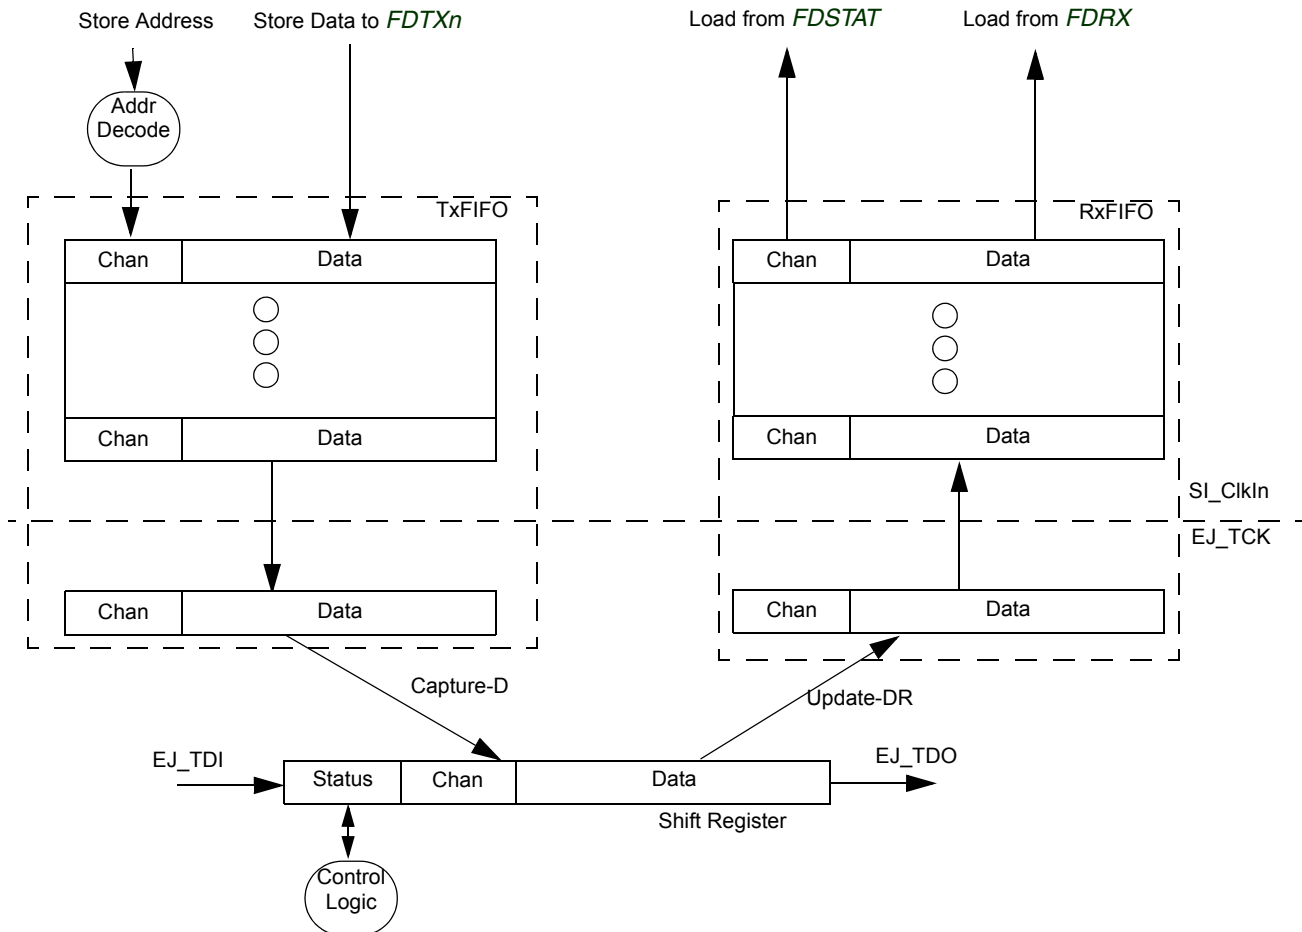 Store Address
Store Data to FDTXn
Load from FDSTAT
Load from FDRX
Addr
Decode
TxFIFO
RxFIFO
Chan
Data
Chan
Data
Chan
Data
Chan
Data
SI_ClkIn
EJ_TCK
Chan
Data
Chan
Data
Capture-D
Update-DR
EJ_TDI
EJ_TDO
Status
Chan
Data
Shift Register
Control
Logic